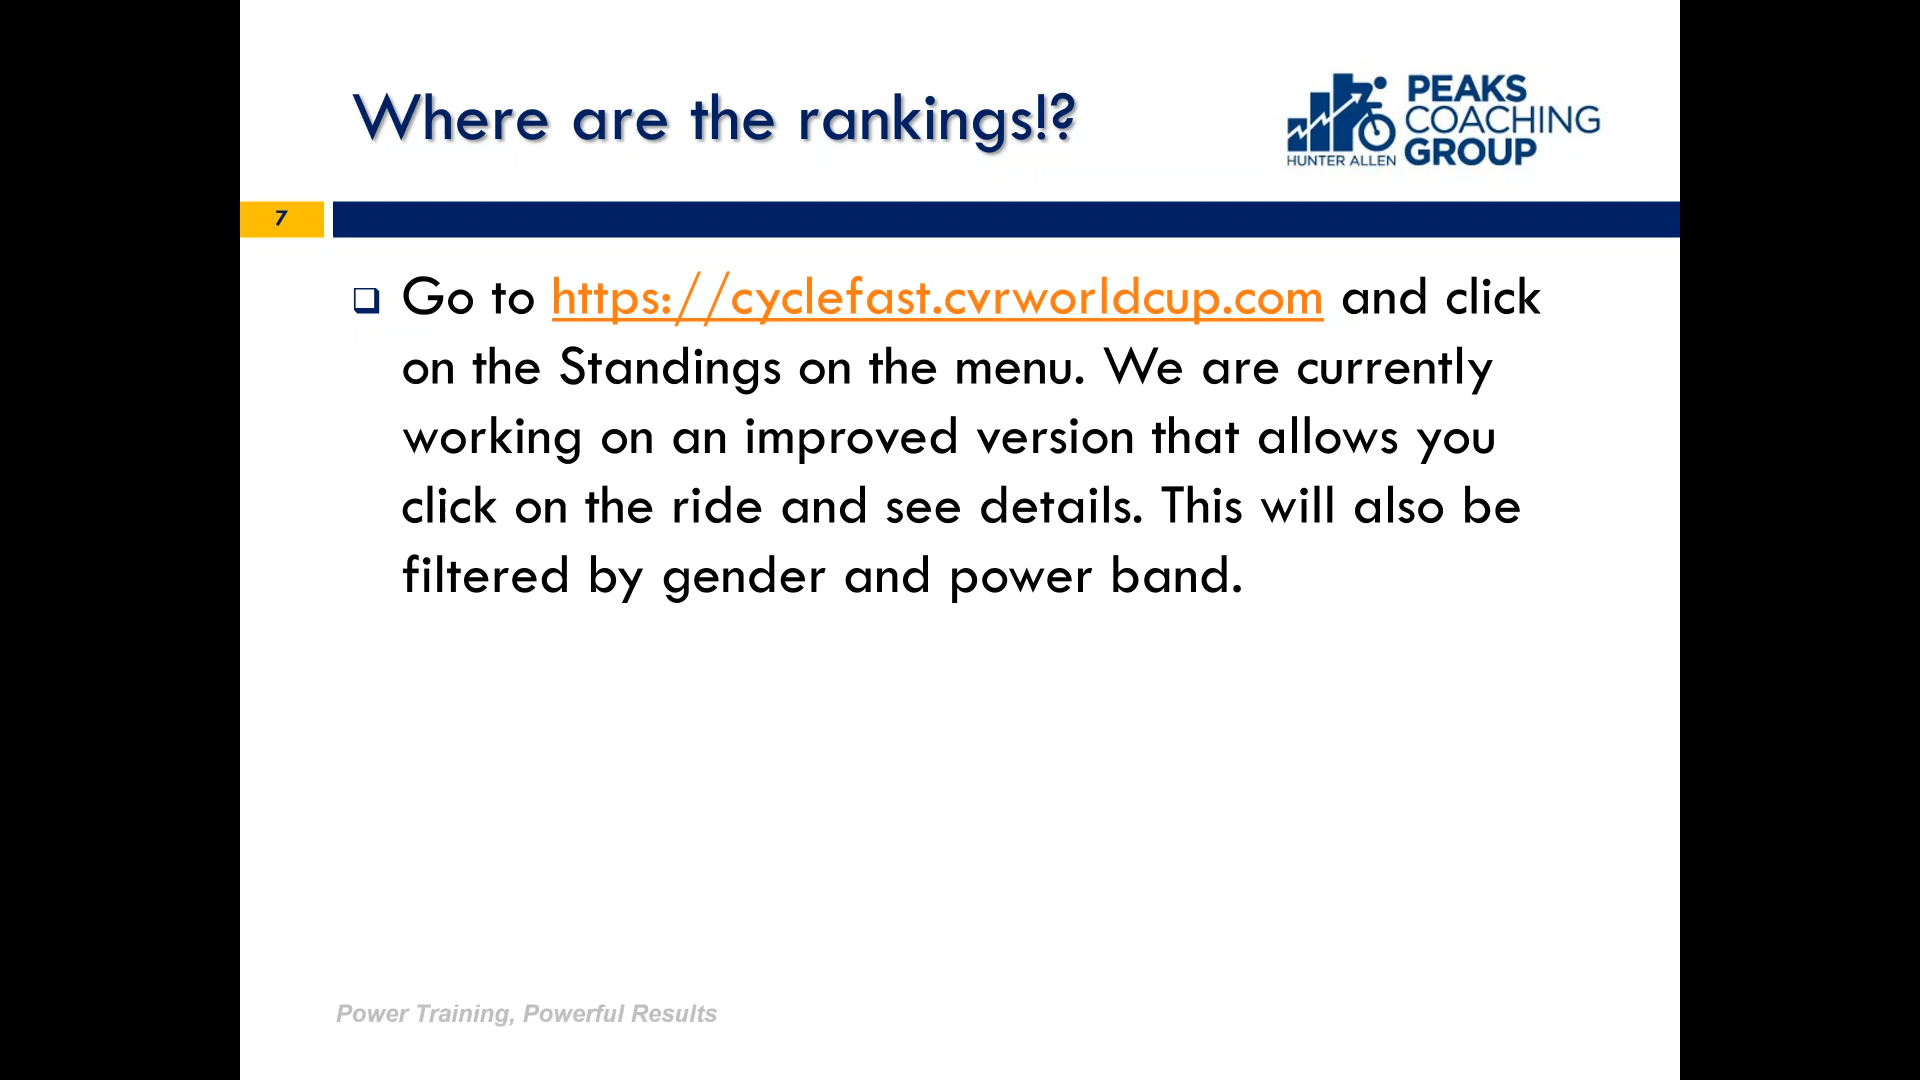 Where are the rankings!?
PEAKS
COACHING
GROUP
HUNTER ALLEN
7
Go to https://cyclefast.cvrworldcup.com and click
on the Standings on the menu. We are currently
working on an improved version that allows you
click on the ride and see details. This will also be
filtered by gender and power band.
Power Training, Powerful Results